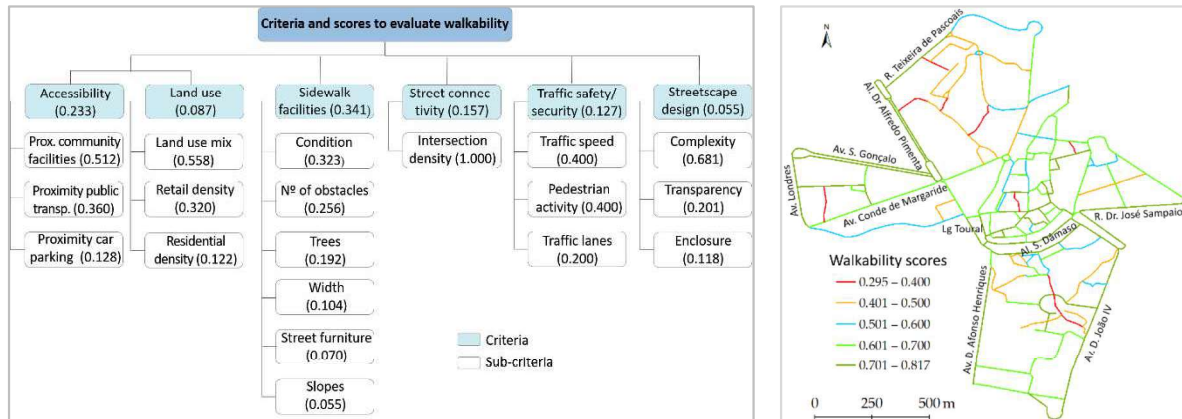 Criteria and scores to evaluate walkability
Accessibility
(0.233)
Prox. community
facilities (0.512)
Proximity public
transp. (0.360)
Proximity car
parking (0.128)
Land use
(0.087)
Land use mix
(0.558)
Retail density
(0.320)
Residential
density (0.122)
Sidewalk
facilities (0.341)
Condition
(0.323)
Nº of obstacles
(0.256)
Trees
(0.192)
Width
(0.104)
Street furniture
(0.070)
Slopes
(0.055)
Street connec
tivity (0.157)
Intersection
density (1.000)
Traffic safety/
security (0.127)
Traffic speed
(0.400)
Pedestrian
activity (0.400)
Traffic lanes
(0.200)
Streetscape
design (0.055)
Complexity
(0.681)
Transparency
(0.201)
Enclosure
(0.118)
Criteria
Sub-criteria
N
R. Teixeira de Pascoais
Al. Dr Alfredo Pimenta
Av. S. Gonçalo
Av. Londres
Av. Conde de Margaride
Lg Toural
R. Dr. José Sampaio
Al. S. Dâmaso
Av. D. Afonso Henriques
Av. D. João IV
Walkability scores
0.295 – 0.400
0.401 – 0.500
0.501 – 0.600
0.601 – 0.700
0.701 – 0.817
0 250 500 m